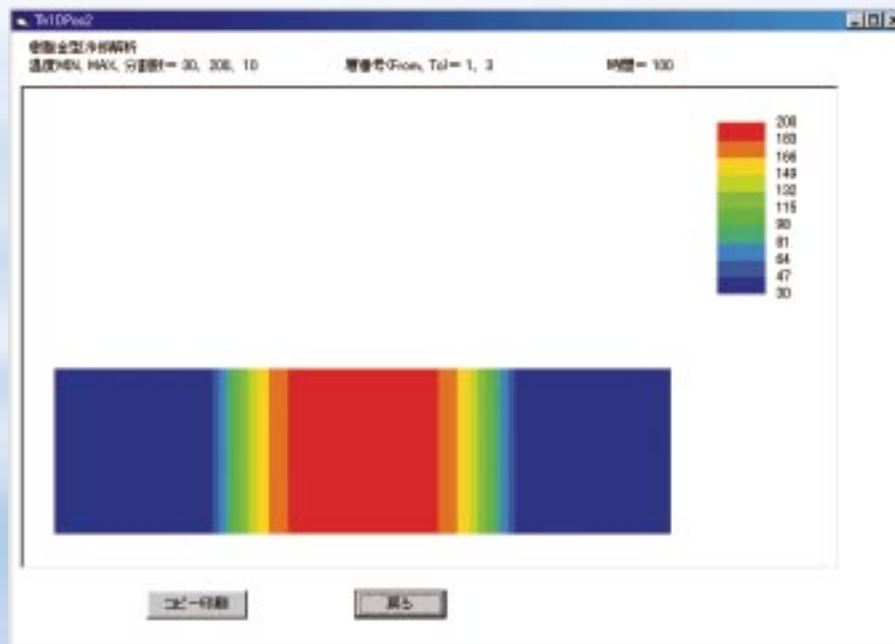 Th1DPos2
樹脂金型冷却解析
温度MIN, MAX, 分割数= 30, 200, 10
層番号(From, To)= 1, 3
時間= 100
200
183
166
149
132
115
98
81
64
47
30
コピー印刷
戻る